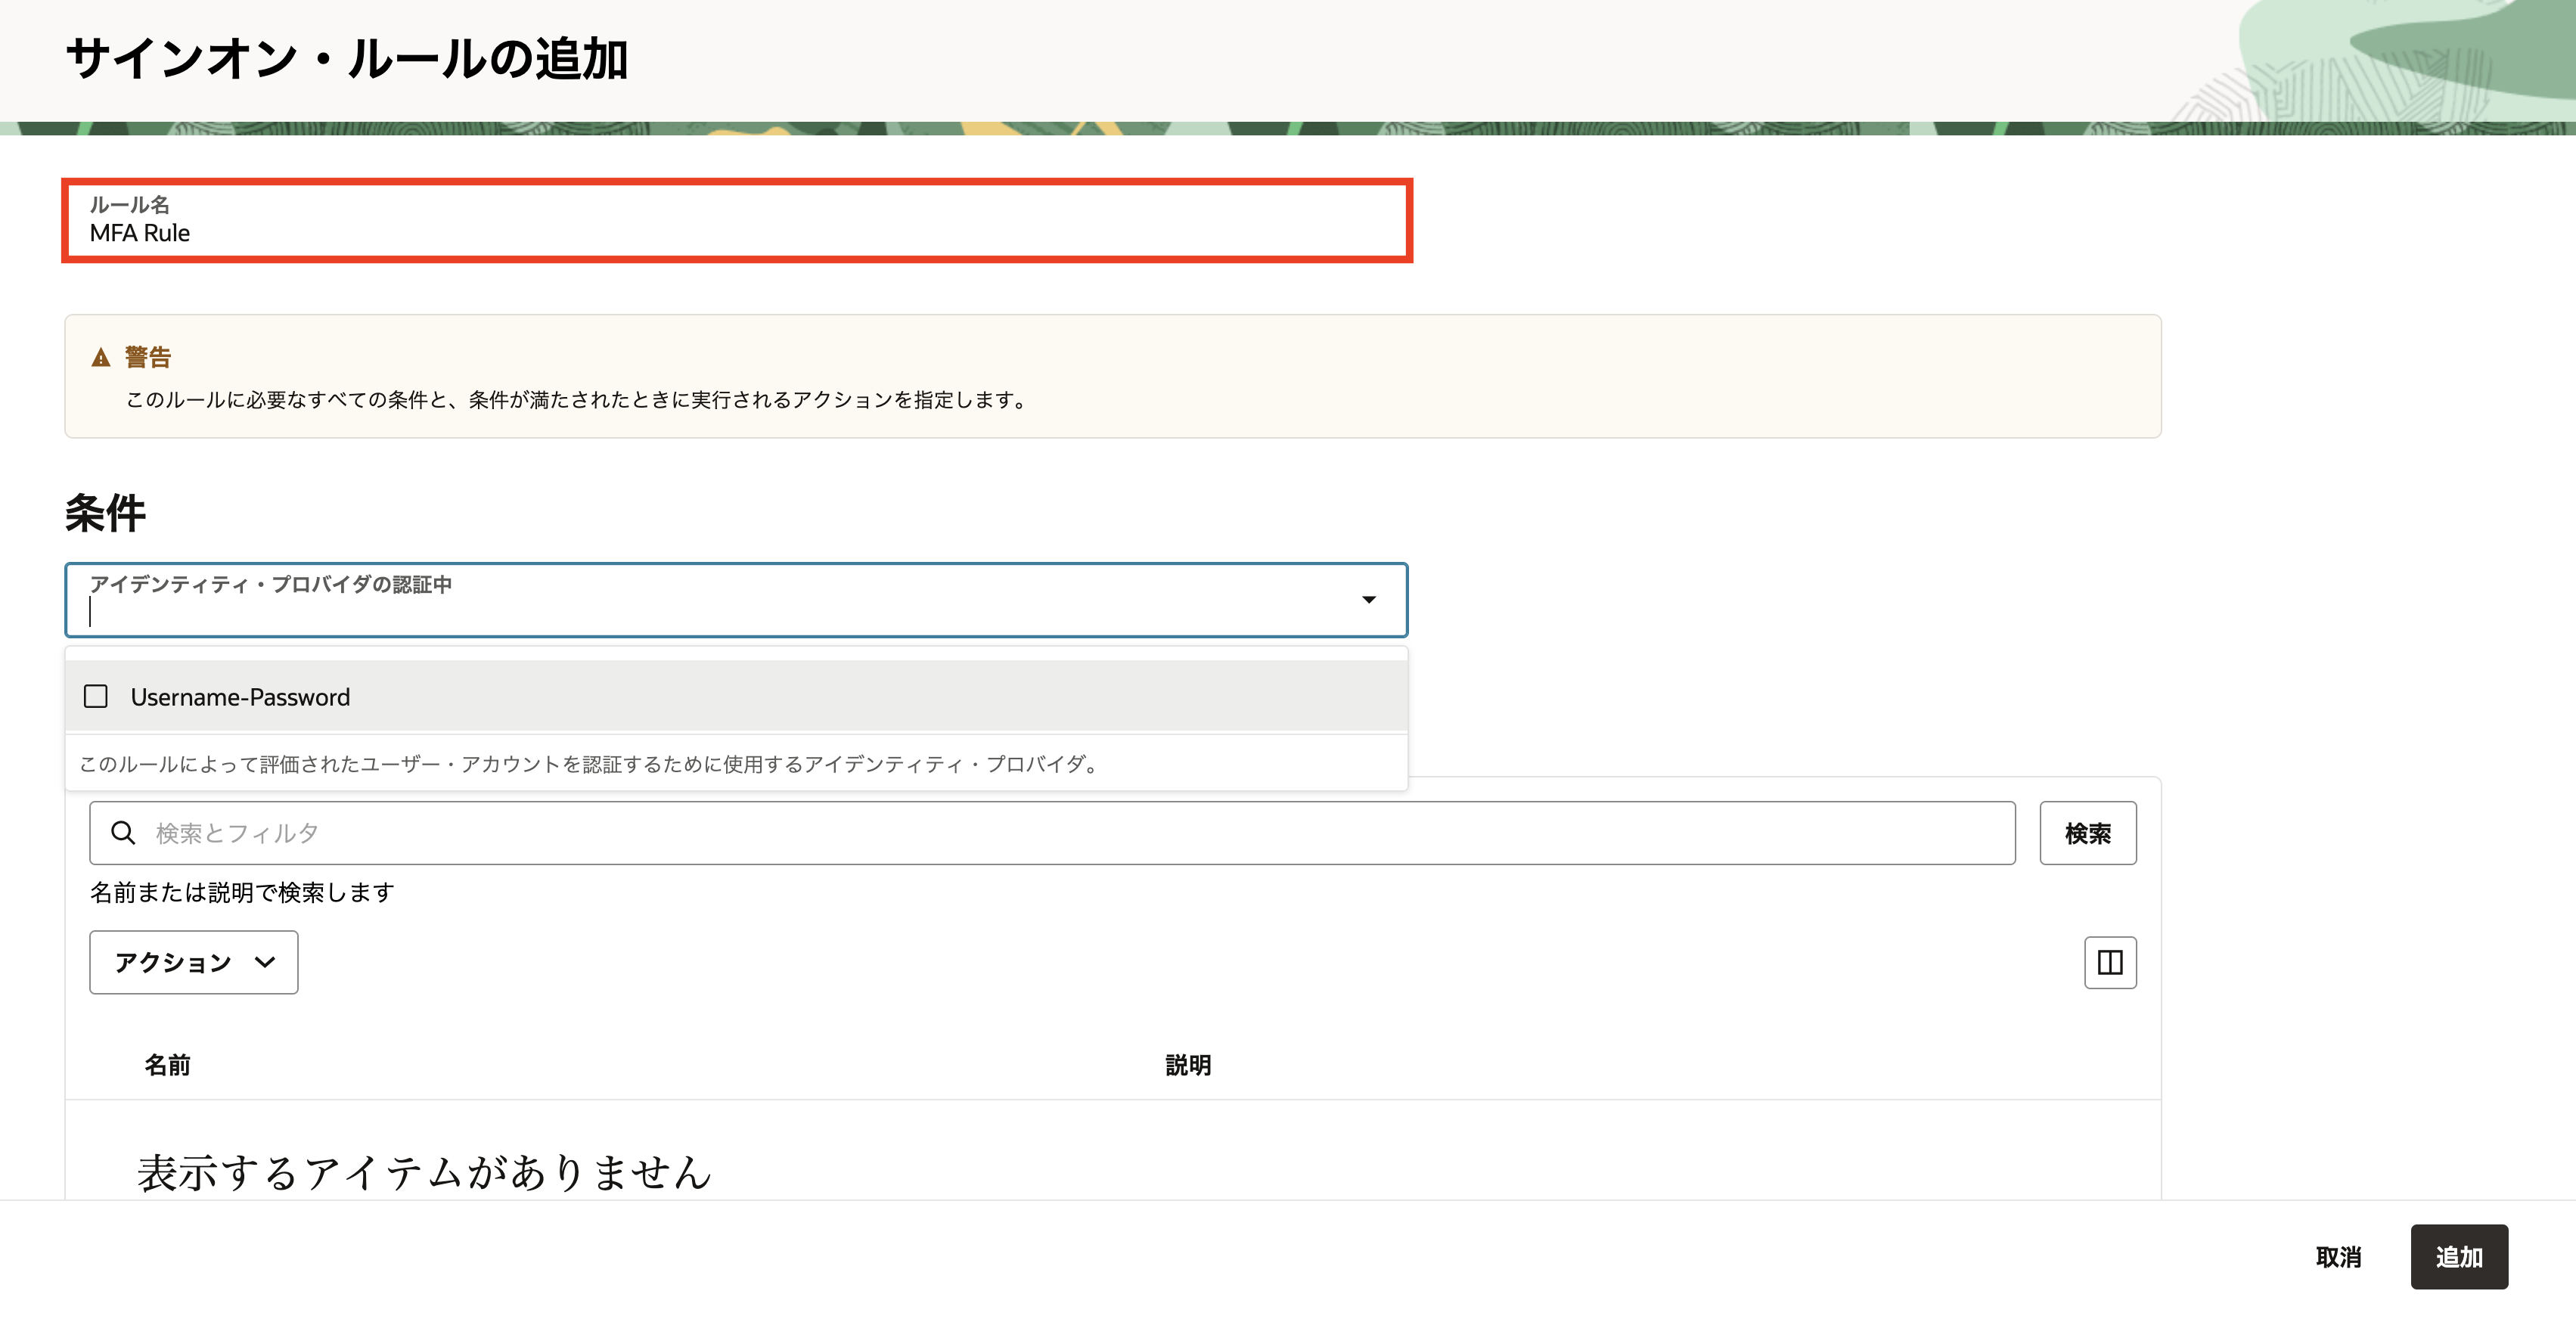 サインオン・ルールの追加
ルール名
MFA Rule
警告
このルールに必要なすべての条件と、条件が満たされたときに実行されるアクションを指定します。
条件
アイデンティティ・プロバイダの認証中
Username-Password
このルールによって評価されたユーザー・アカウントを認証するために使用するアイデンティティ・プロバイダ。
検索とフィルタ
検索
名前または説明で検索します
アクション
名前 説明
表示するアイテムがありません
取消 追加